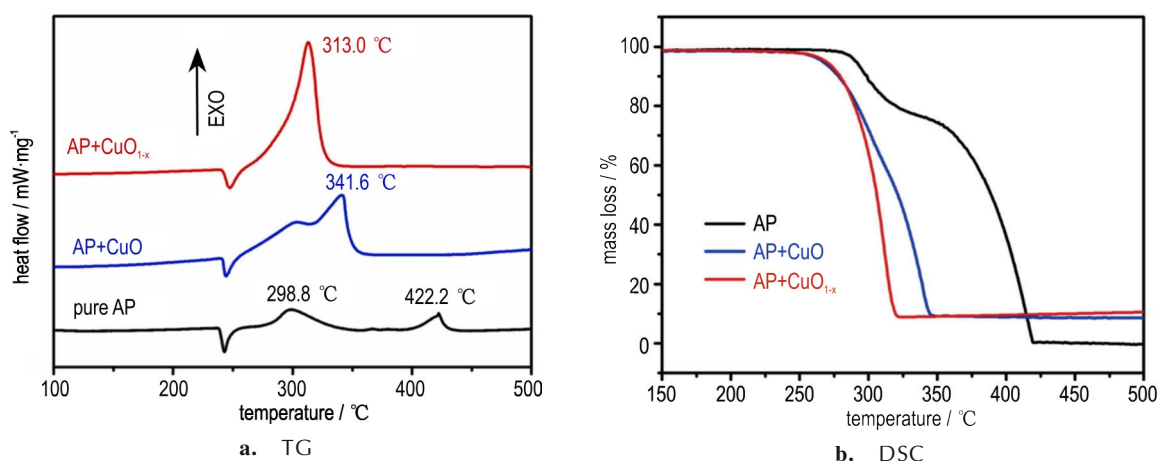 313.0 ℃
EXO
AP+CuO1-x
heat flow / mW·mg-1
341.6 ℃
AP+CuO
298.8 ℃
422.2 ℃
pure AP
100 200 300 400 500
temperature / ℃
a. TG
100
80
60
40
20
0
mass loss / %
AP
AP+CuO
AP+CuO1-x
150 200 250 300 350 400 450 500
temperature / ℃
b. DSC